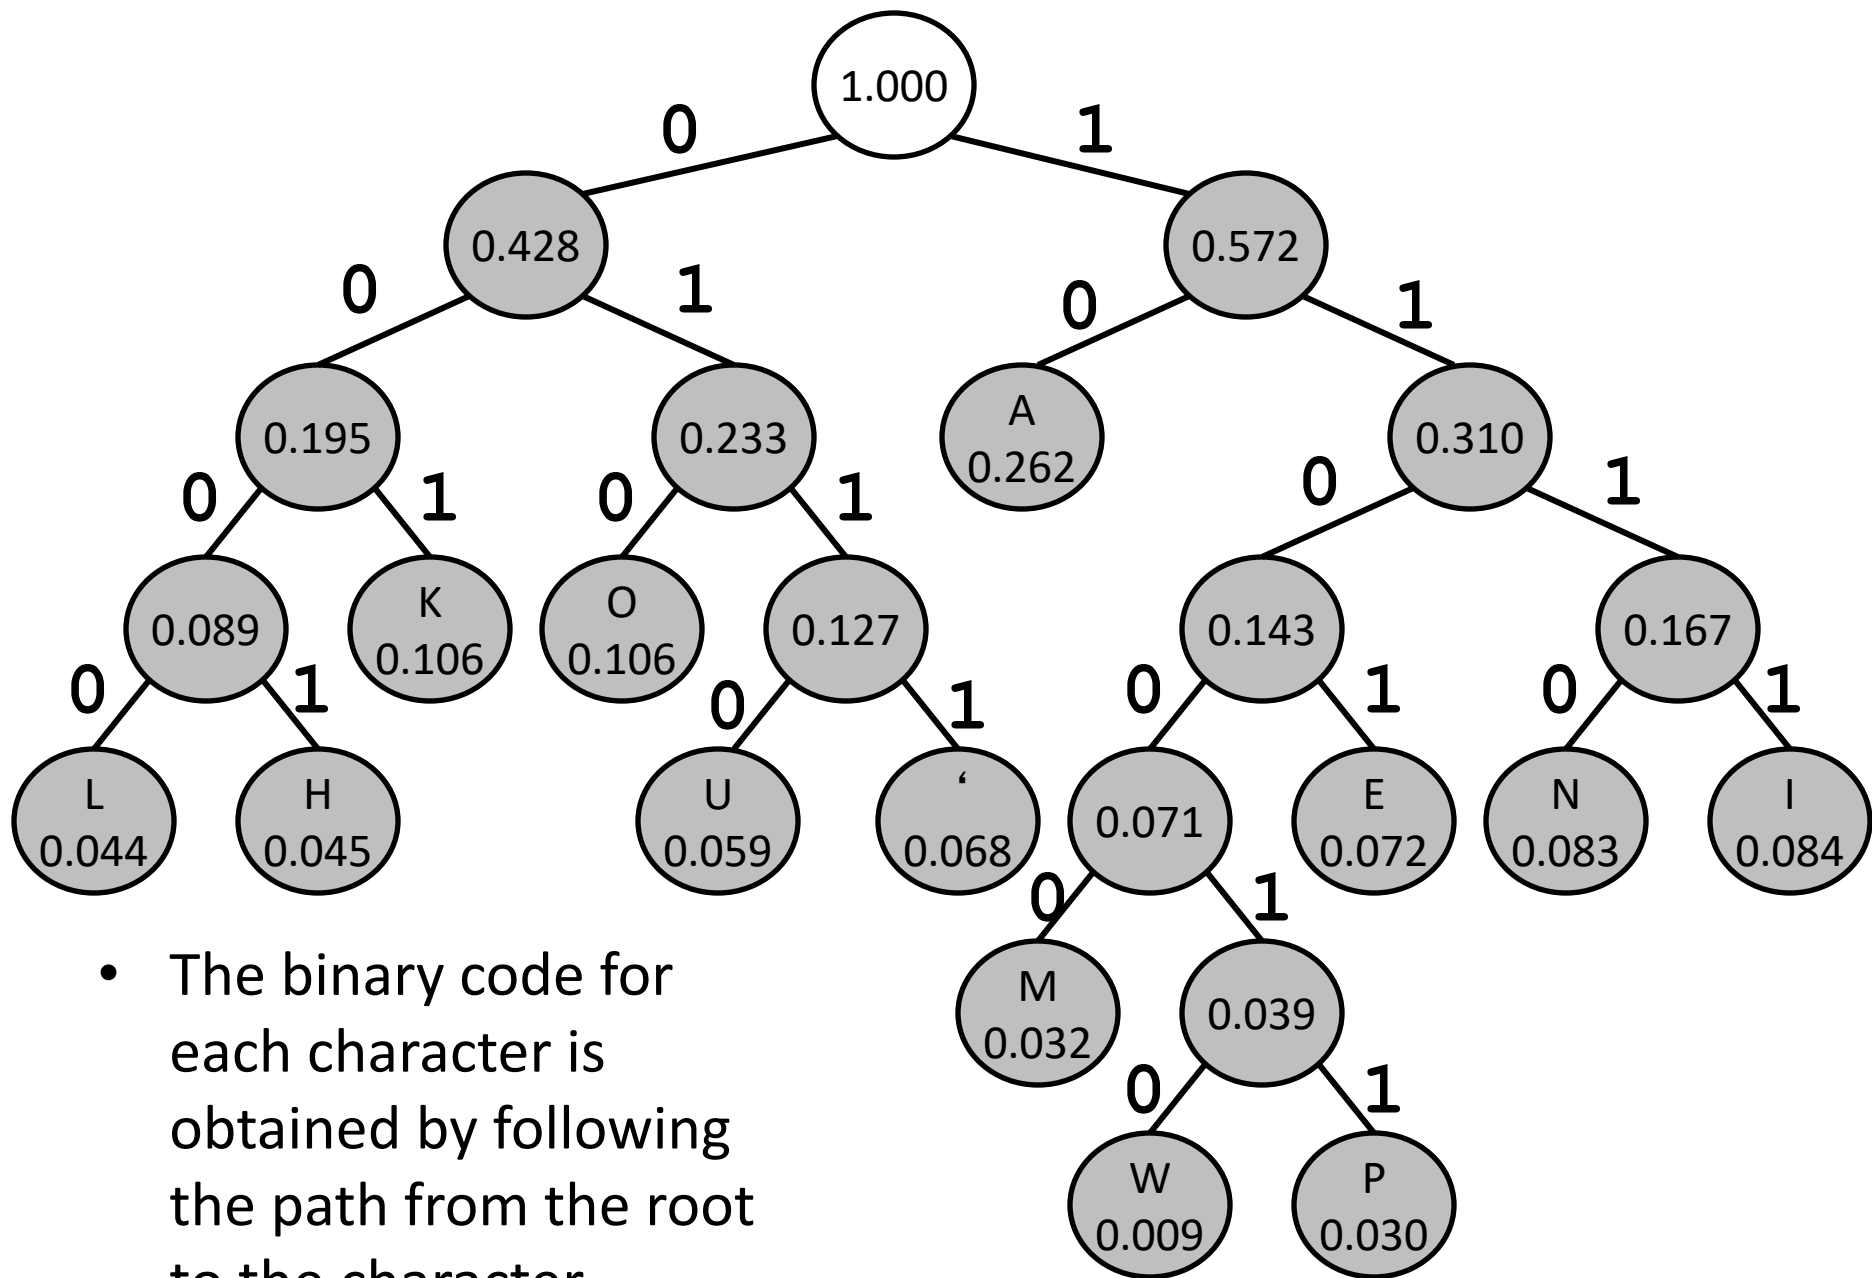 1.000
0 1
0.428 0.572
0 1 0 1
0.195 0.233 A 0.310
0.262
0 1 0 1 0 1
0.089 K O 0.127 0.143 0.167
0.106 0.106
0 1 0 1 0 1 0 1
L H U ‘ 0.071 E N I
0.044 0.045 0.059 0.068 0.072 0.083 0.084
0 1
M 0.039
0.032
0 1
W P
0.009 0.030
• The binary code for
each character is
obtained by following
the path from the root
to the character